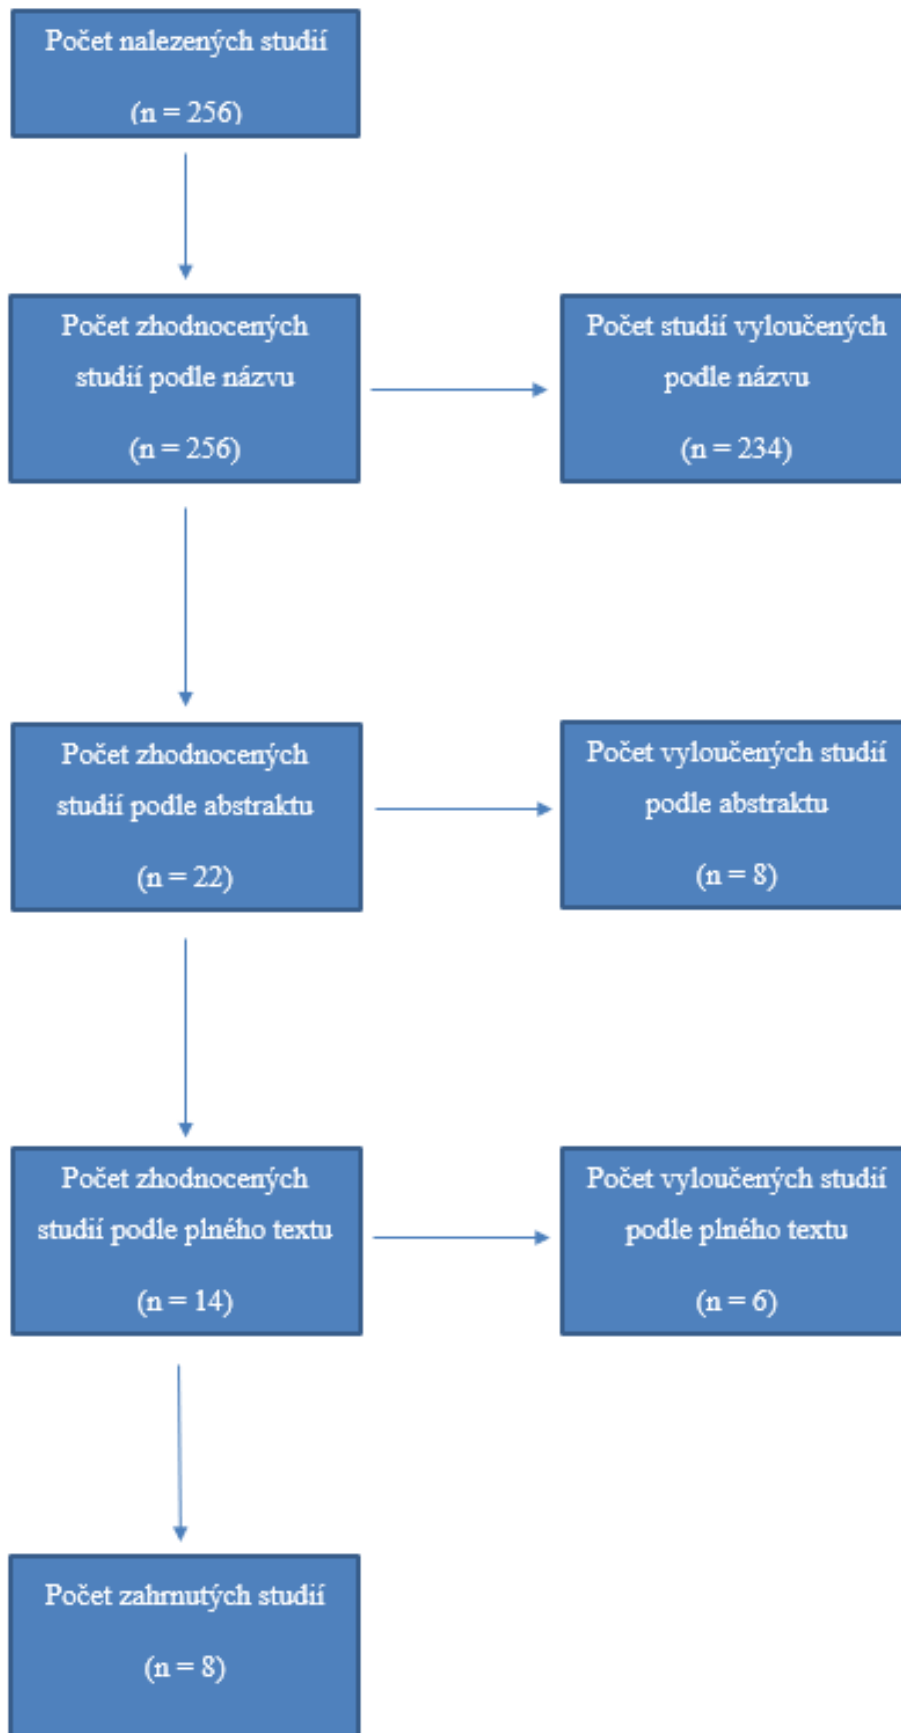 Počet nalezených studií
(n = 256)
Počet zhodnocených
studií podle názvu
(n = 256)
Počet studií vyloučených
podle názvu
(n = 234)
Počet zhodnocených
studií podle abstraktu
(n = 22)
Počet vyloučených studií
podle abstraktu
(n = 8)
Počet zhodnocených
studií podle plného textu
(n = 14)
Počet vyloučených studií
podle plného textu
(n = 6)
Počet zahrnutých studií
(n = 8)